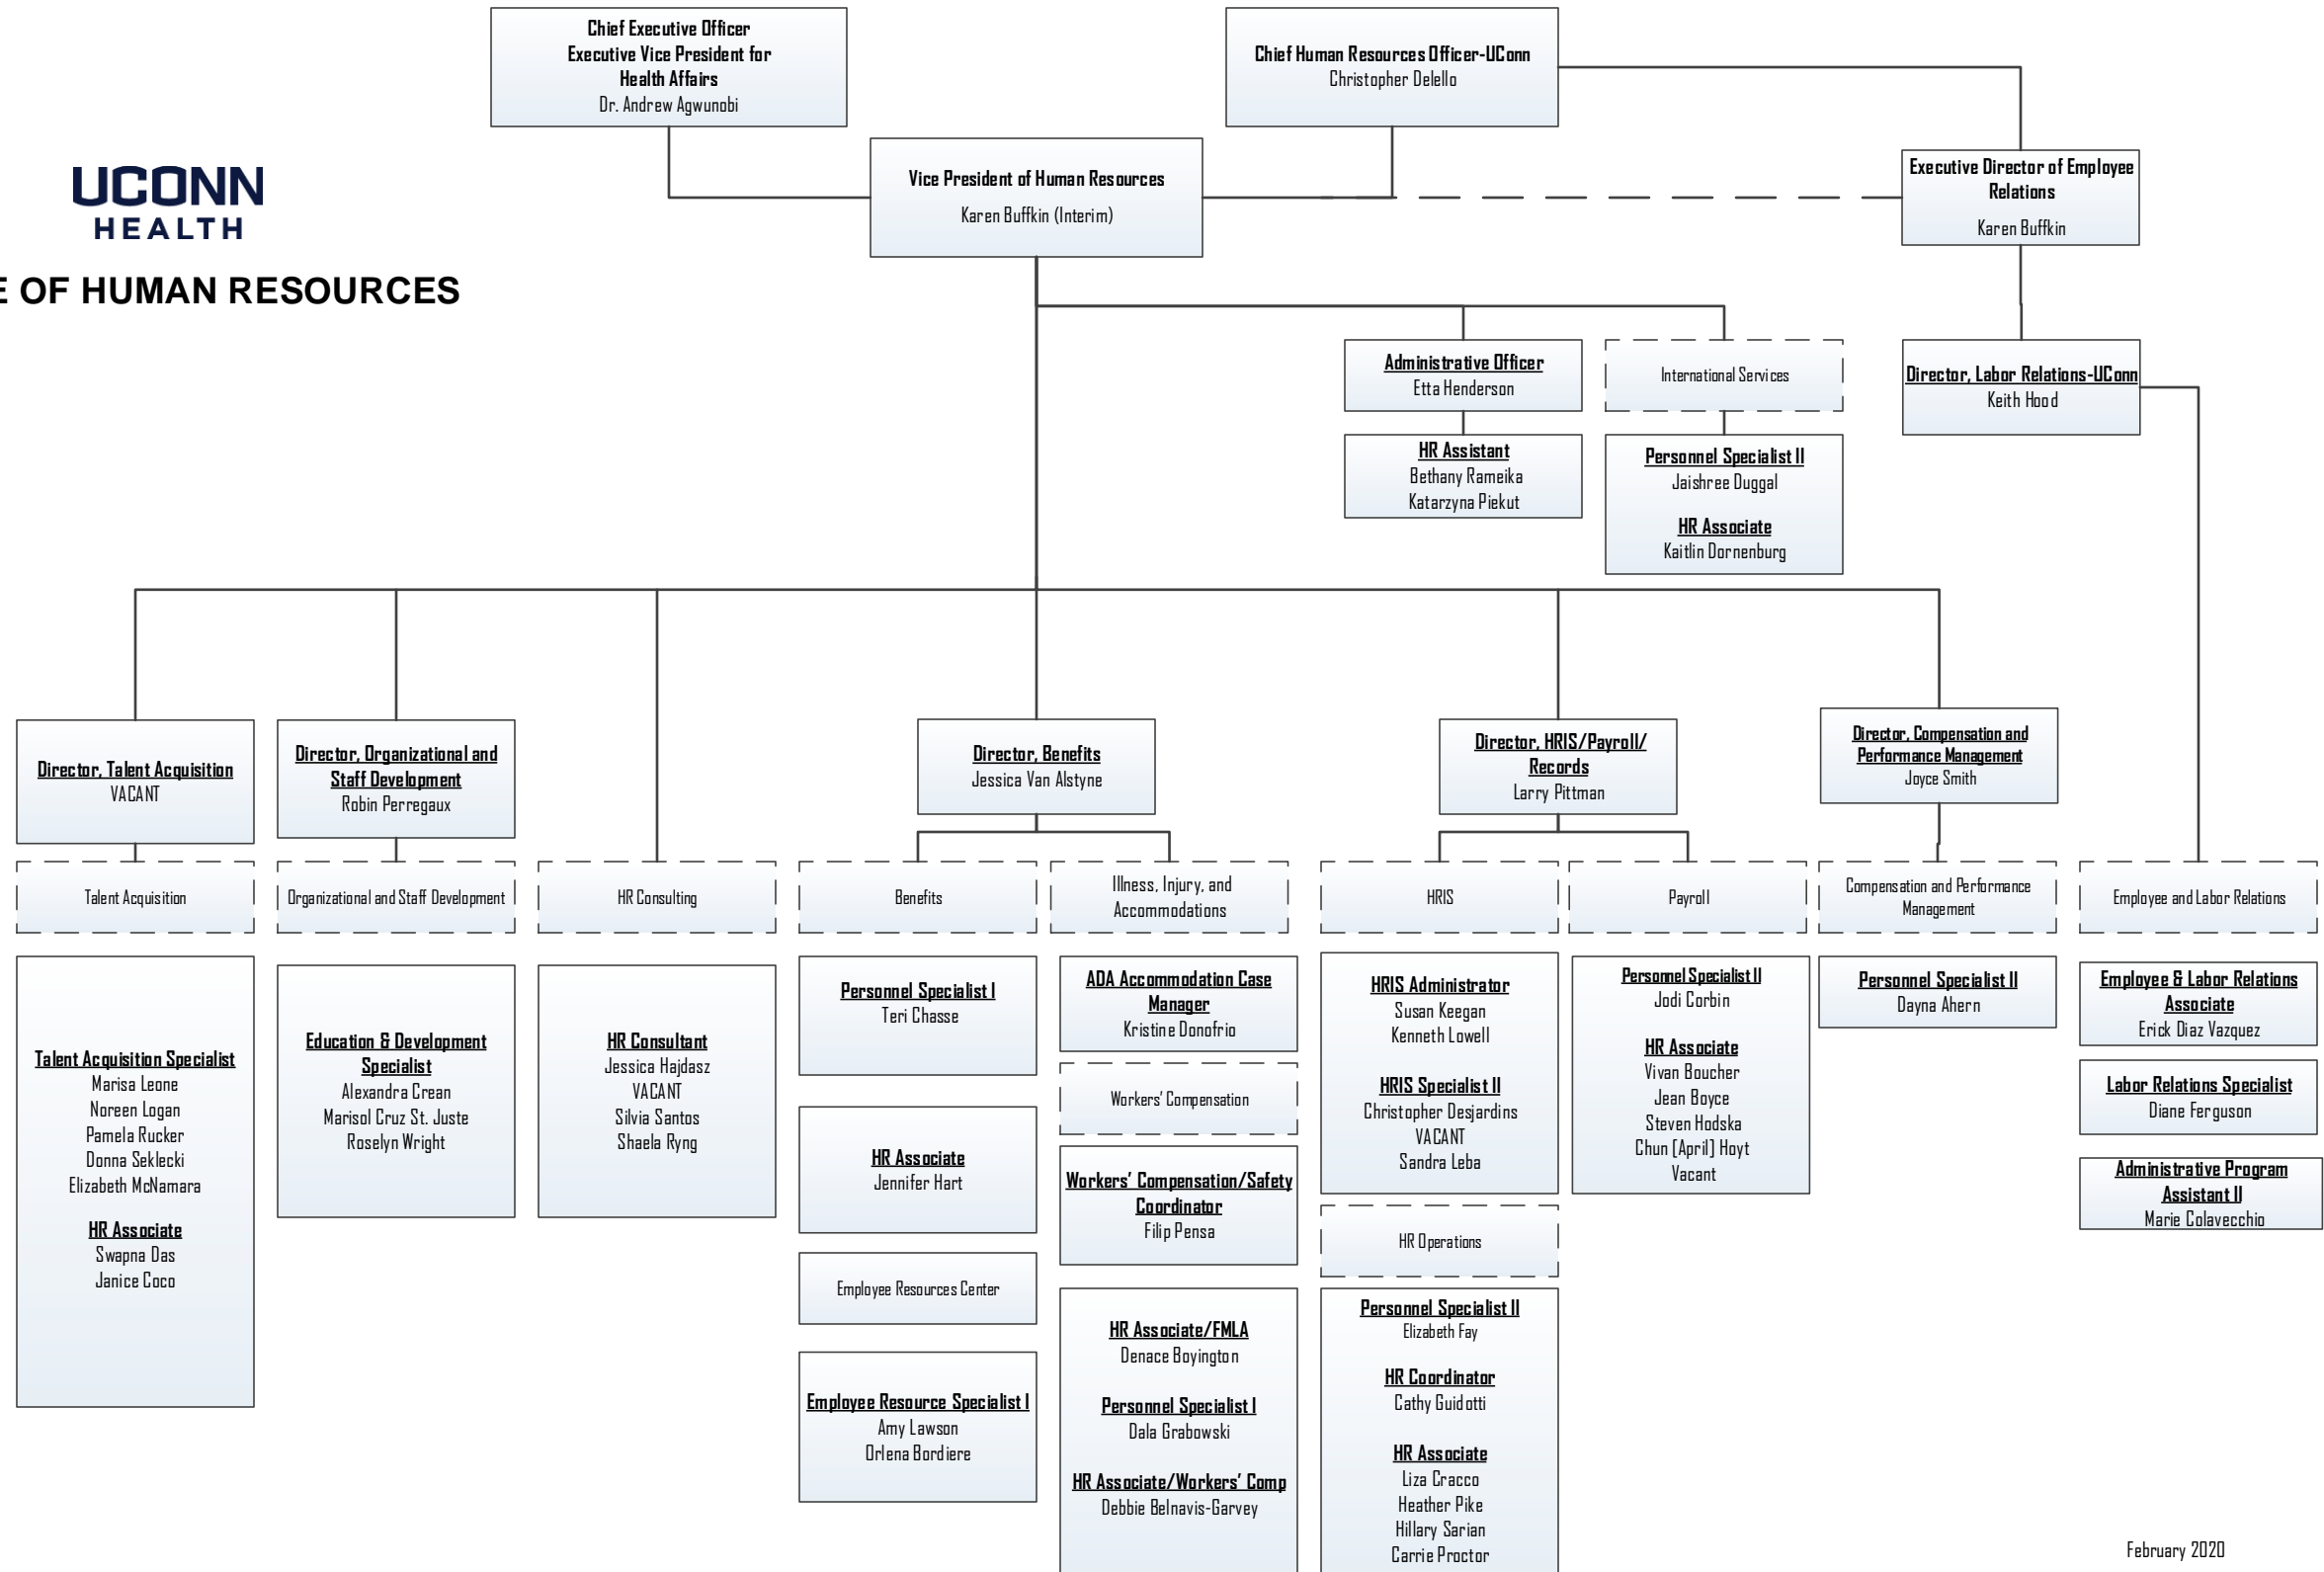 Chief Executive Officer
Executive Vice President for
Health Affairs
Dr. Andrew Agwunobi
Chief Human Resources Officer-UConn
Christopher Delello
UCONN
HEALTH
E OF HUMAN RESOURCES
Vice President of Human Resources
Karen Buffkin (Interim)
Executive Director of Employee
Relations
Karen Buffkin
Administrative Officer
Etta Henderson
International Services
Director, Labor Relations-UConn
Keith Hood
HR Assistant
Bethany Rameika
Katarzyna Piekut
Personnel Specialist II
Jaishree Duggal
HR Associate
Kaitlin Dornenburg
Director, Talent Acquisition
VACANT
Director, Organizational and
Staff Development
Robin Perregaux
Director, Benefits
Jessica Van Alstyne
Director, HRIS/Payroll/
Records
Larry Pittman
Director, Compensation and
Performance Management
Joyce Smith
Talent Acquisition
Organizational and Staff Development
HR Consulting
Benefits
Illness, Injury, and
Accommodations
HRIS
Payroll
Compensation and Performance
Management
Employee and Labor Relations
Talent Acquisition Specialist
Marisa Leone
Noreen Logan
Pamela Rucker
Donna Seklecki
Elizabeth McNamara
HR Associate
Swapna Das
Janice Coco
Education & Development
Specialist
Alexandra Crean
Marisol Cruz St. Juste
Roselyn Wright
HR Consultant
Jessica Hajdasz
VACANT
Silvia Santos
Shaela Ryng
Personnel Specialist I
Teri Chasse
HR Associate
Jennifer Hart
Employee Resources Center
Employee Resource Specialist I
Amy Lawson
Orlena Bordiere
ADA Accommodation Case
Manager
Kristine Donofrio
Workers' Compensation
Workers' Compensation/Safety
Coordinator
Filip Pensa
HR Associate/FMLA
Denace Boyington
Personnel Specialist I
Dala Grabowski
HR Associate/Workers' Comp
Debbie Belnavis-Garvey
HRIS Administrator
Susan Keegan
Kenneth Lowell
HRIS Specialist II
Christopher Desjardins
VACANT
Sandra Leba
HR Operations
Personnel Specialist II
Elizabeth Fay
HR Coordinator
Cathy Guidotti
HR Associate
Liza Cracco
Heather Pike
Hillary Sarian
Carrie Proctor
Personnel Specialist II
Jodi Corbin
HR Associate
Vivan Boucher
Jean Boyce
Steven Hodska
Chun [April] Hoyt
Vacant
Personnel Specialist II
Dayna Ahern
Employee & Labor Relations
Associate
Erick Diaz Vazquez
Labor Relations Specialist
Diane Ferguson
Administrative Program
Assistant II
Marie Colavecchio
February 2020